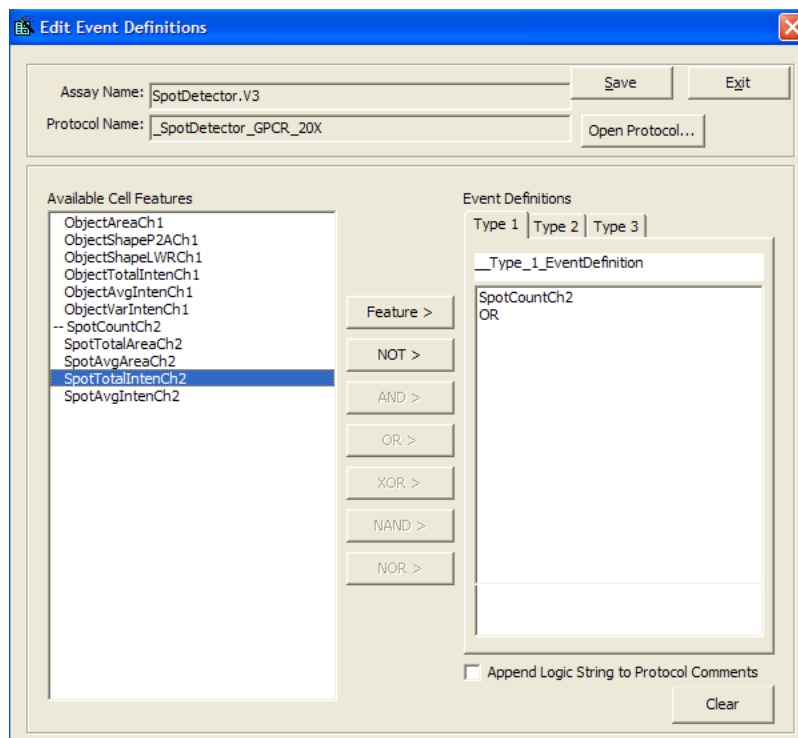 Edit Event Definitions
Assay Name: SpotDetector.V3
Save
Exit
Protocol Name: _SpotDetector_GPCR_20X
Open Protocol...
Available Cell Features
ObjectAreaCh1
ObjectShapeP2ACh1
ObjectShapeLWRCh1
ObjectTotalIntenCh1
ObjectAvgIntenCh1
ObjectVarIntenCh1
-- SpotCountCh2
SpotTotalAreaCh2
SpotAvgAreaCh2
SpotTotalIntenCh2
SpotAvgIntenCh2
Feature >
NOT >
AND >
OR >
XOR >
NAND >
NOR >
Event Definitions
Type 1 Type 2 Type 3
__Type_1_EventDefinition
SpotCountCh2
OR
Append Logic String to Protocol Comments
Clear